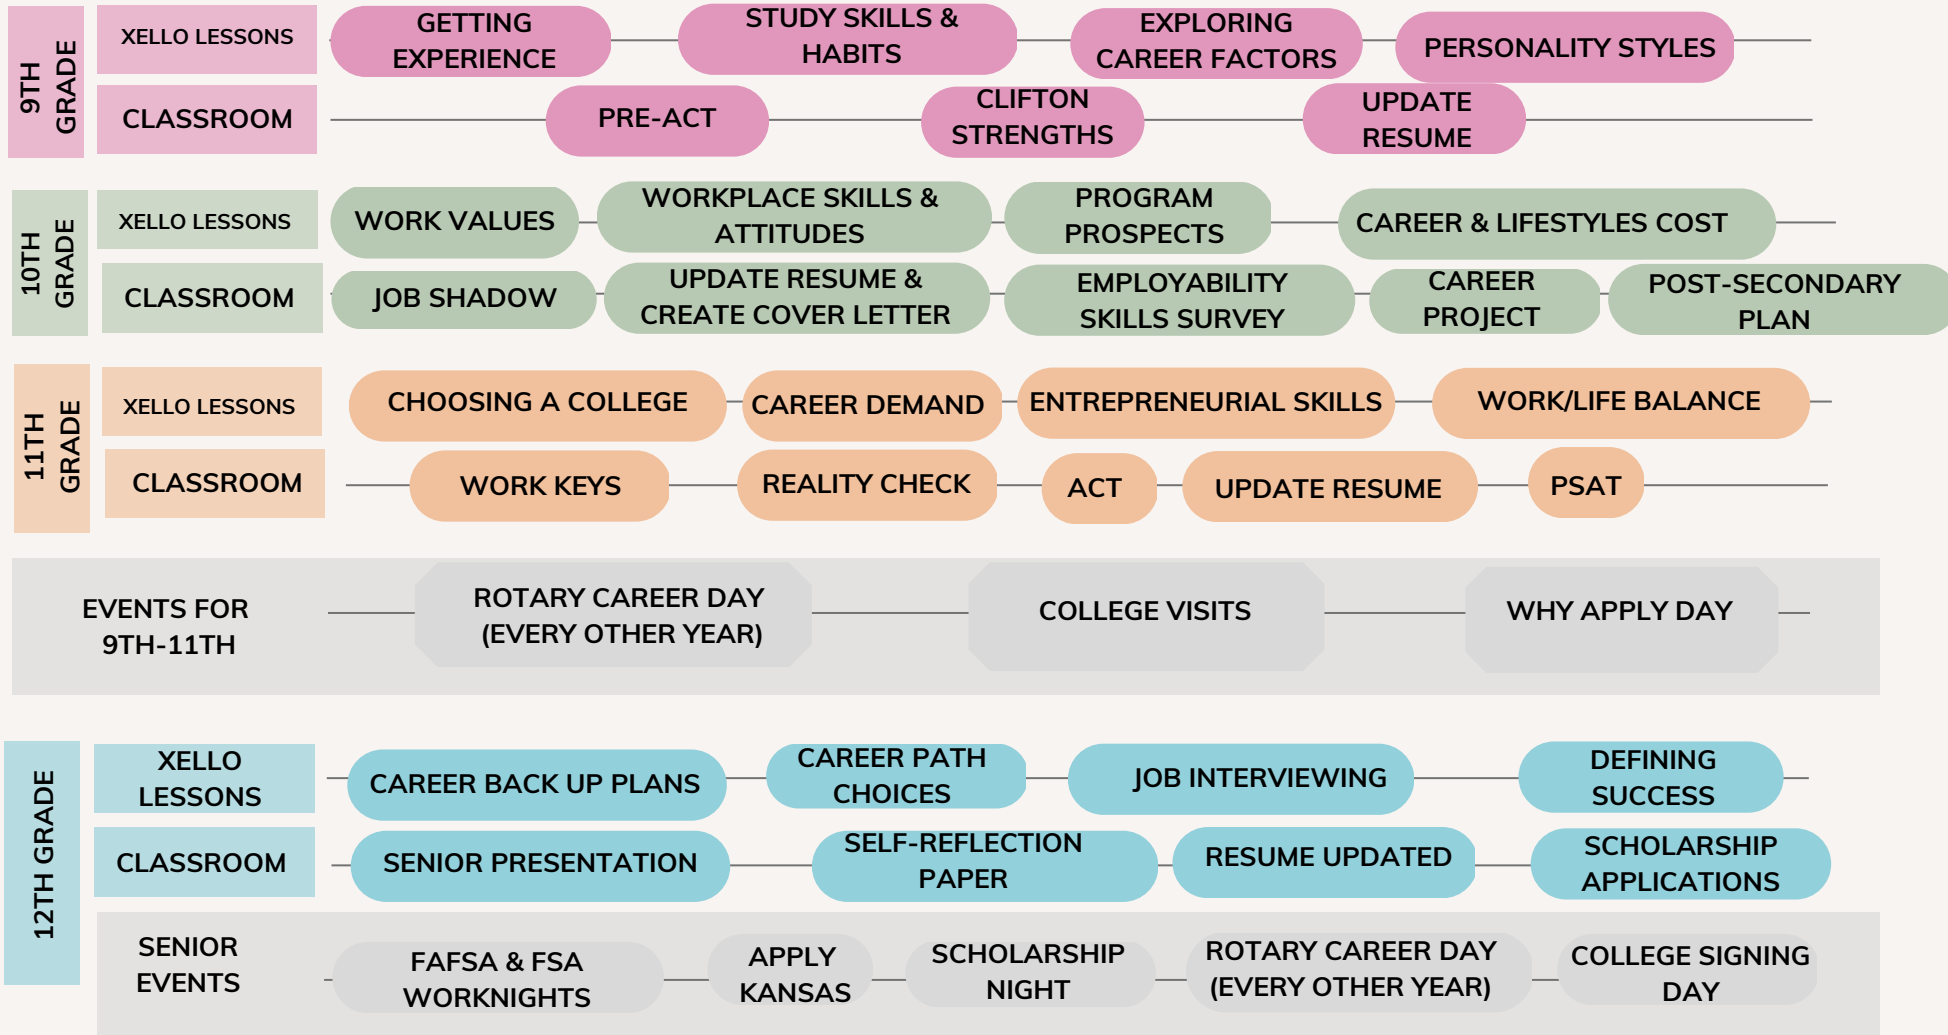 9TH
GRADE
XELLO LESSONS
GETTING
EXPERIENCE
STUDY SKILLS &
HABITS
EXPLORING
CAREER FACTORS
PERSONALITY STYLES
CLASSROOM
PRE-ACT
CLIFTON
STRENGTHS
UPDATE
RESUME
10TH
GRADE
XELLO LESSONS
WORK VALUES
WORKPLACE SKILLS &
ATTITUDES
PROGRAM
PROSPECTS
CAREER & LIFESTYLES COST
CLASSROOM
JOB SHADOW
UPDATE RESUME &
CREATE COVER LETTER
EMPLOYABILITY
SKILLS SURVEY
CAREER
PROJECT
POST-SECONDARY
PLAN
11TH
GRADE
XELLO LESSONS
CHOOSING A COLLEGE
CAREER DEMAND
ENTREPRENEURIAL SKILLS
WORK/LIFE BALANCE
CLASSROOM
WORK KEYS
REALITY CHECK
ACT
UPDATE RESUME
PSAT
EVENTS FOR
9TH-11TH
ROTARY CAREER DAY
(EVERY OTHER YEAR)
COLLEGE VISITS
WHY APPLY DAY
12TH GRADE
XELLO
LESSONS
CAREER BACK UP PLANS
CAREER PATH
CHOICES
JOB INTERVIEWING
DEFINING
SUCCESS
CLASSROOM
SENIOR PRESENTATION
SELF-REFLECTION
PAPER
RESUME UPDATED
SCHOLARSHIP
APPLICATIONS
SENIOR
EVENTS
FAFSA & FSA
WORKNIGHTS
APPLY
KANSAS
SCHOLARSHIP
NIGHT
ROTARY CAREER DAY
(EVERY OTHER YEAR)
COLLEGE SIGNING
DAY